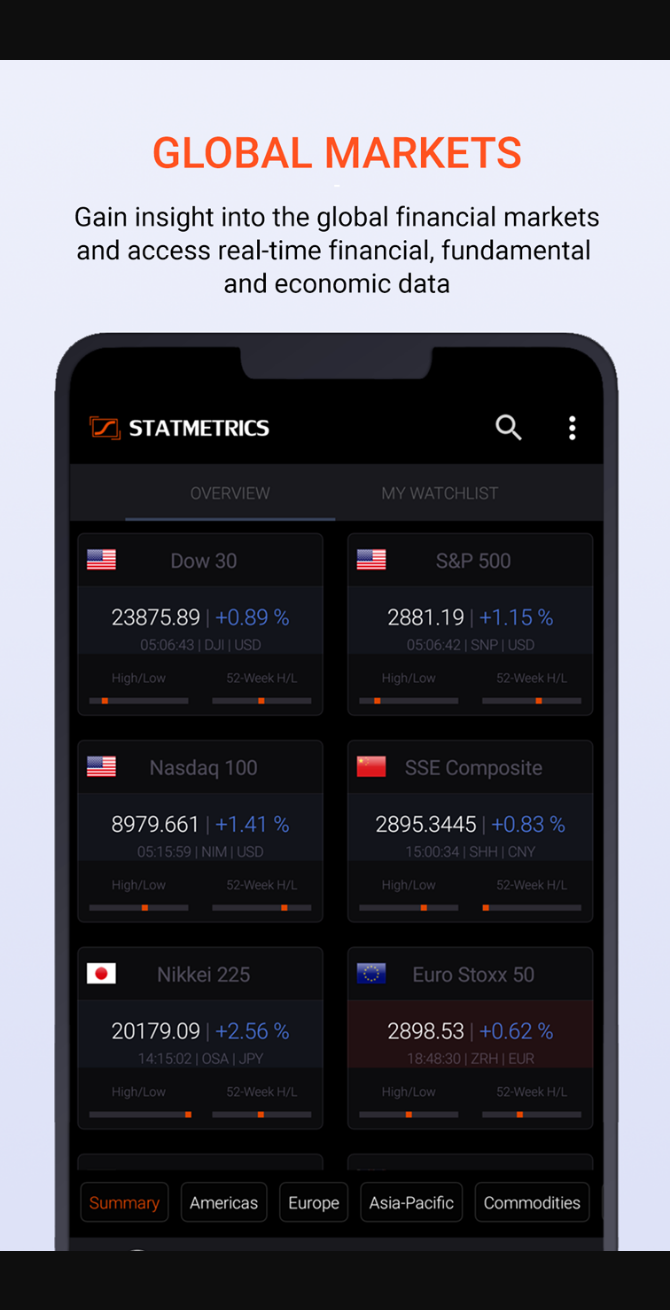 GLOBAL MARKETS
Gain insight into the global financial markets
and access real-time financial, fundamental
and economic data
STATMETRICS
OVERVIEW
MY WATCHLIST
Dow 30
23875.89 | +0.89 %
05:06:43 | DJI | USD
High/Low
52-Week H/L
S&P 500
2881.19 | +1.15 %
05:06:42 | SNP | USD
High/Low
52-Week H/L
Nasdaq 100
8979.661 | +1.41 %
05:15:59 | NIM | USD
High/Low
52-Week H/L
SSE Composite
2895.3445 | +0.83 %
15:00:34 | SHH | CNY
High/Low
52-Week H/L
Nikkei 225
20179.09 | +2.56 %
14:15:02 | OSA | JPY
High/Low
52-Week H/L
Euro Stoxx 50
2898.53 | +0.62 %
18:48:30 | ZRH | EUR
High/Low
52-Week H/L
Summary
Americas
Europe
Asia-Pacific
Commodities